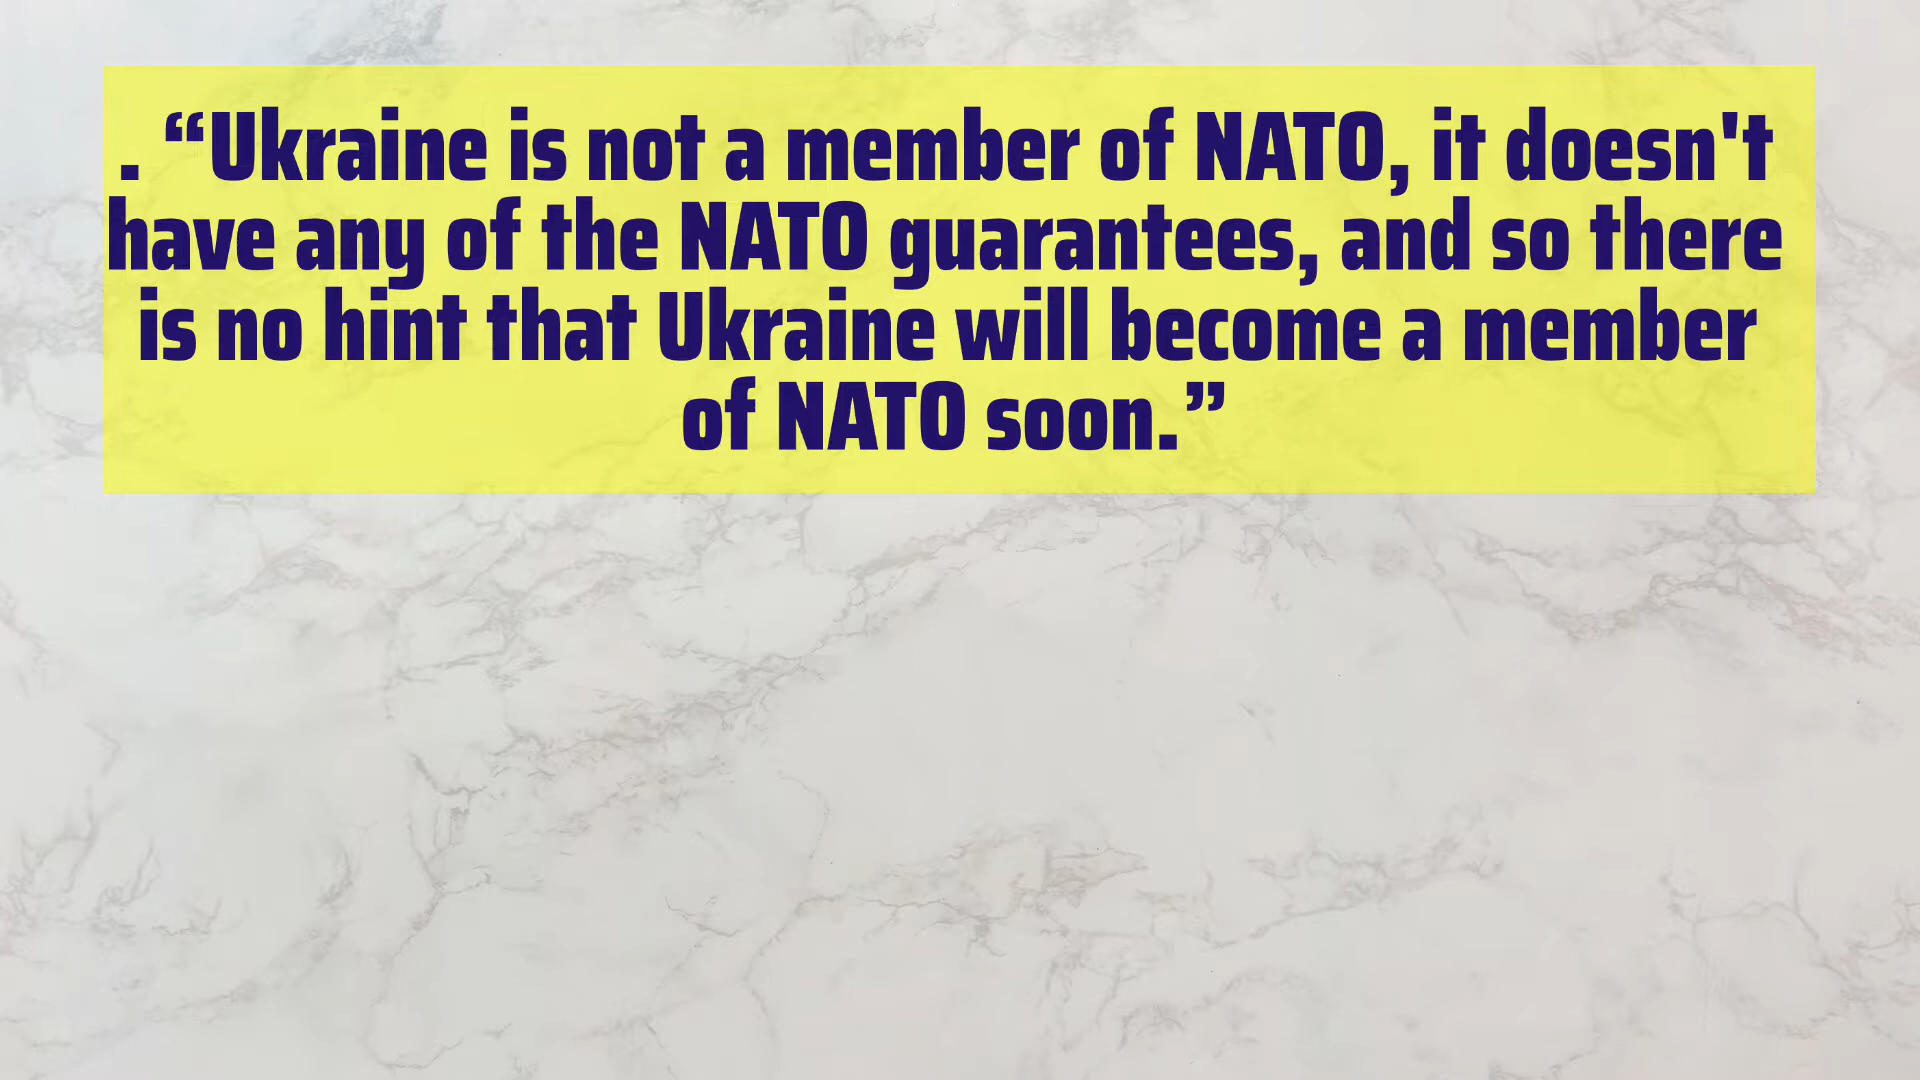 . “Ukraine is not a member of NATO, it doesn't
have any of the NATO guarantees, and so there
is no hint that Ukraine will become a member
of NATO soon.”